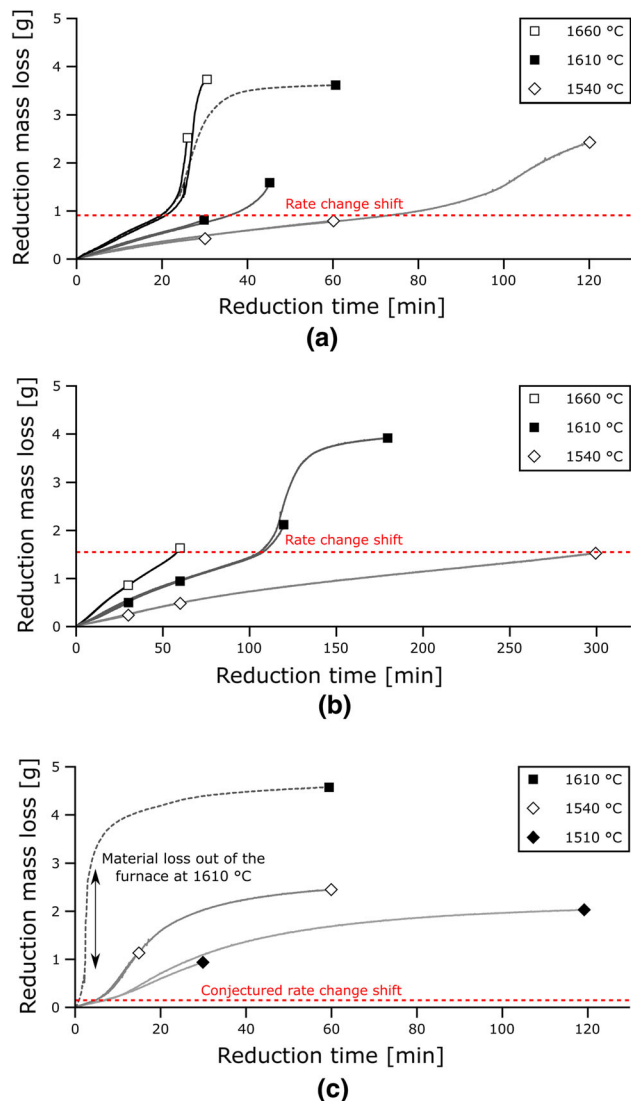 Reduction mass loss [g]
5
4
3
2
1
0
1660 °C
1610 °C
1540 °C
Rate change shift
0 20 40 60 80 100 120
Reduction time [min]
(a)
Reduction mass loss [g]
5
4
3
2
1
0
1660 °C
1610 °C
1540 °C
Rate change shift
0 50 100 150 200 250 300
Reduction time [min]
(b)
Reduction mass loss [g]
5
4
3
2
1
0
1610 °C
1540 °C
1510 °C
Material loss out of the
furnace at 1610 °C
Conjectured rate change shift
0 20 40 60 80 100 120
Reduction time [min]
(c)